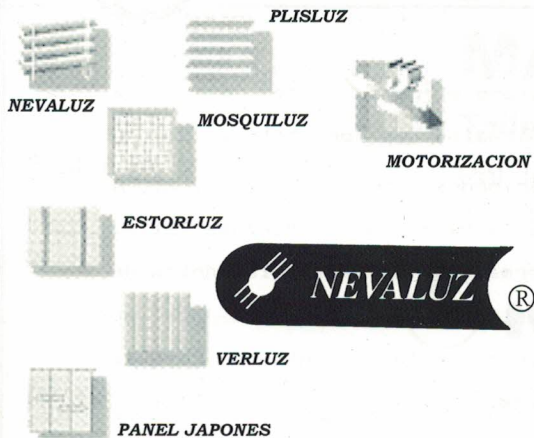 PLISLUZ
NEVALUZ
MOSQUILUZ
MOTORIZACION
ESTORLUZ
NEVALUZ ®
VERLUZ
PANEL JAPONES